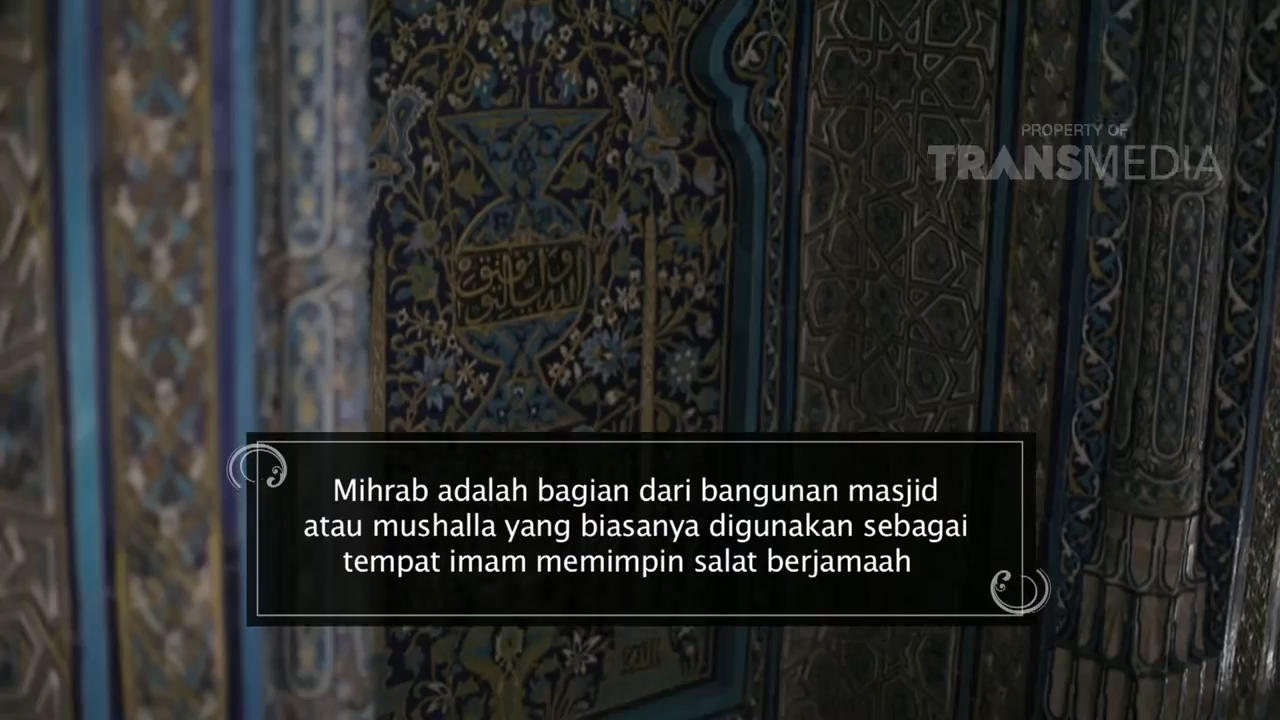 PROPERTY OF
TRANSMEDIA
Mihrab adalah bagian dari bangunan masjid
atau mushalla yang biasanya digunakan sebagai
tempat imam memimpin salat berjamaah